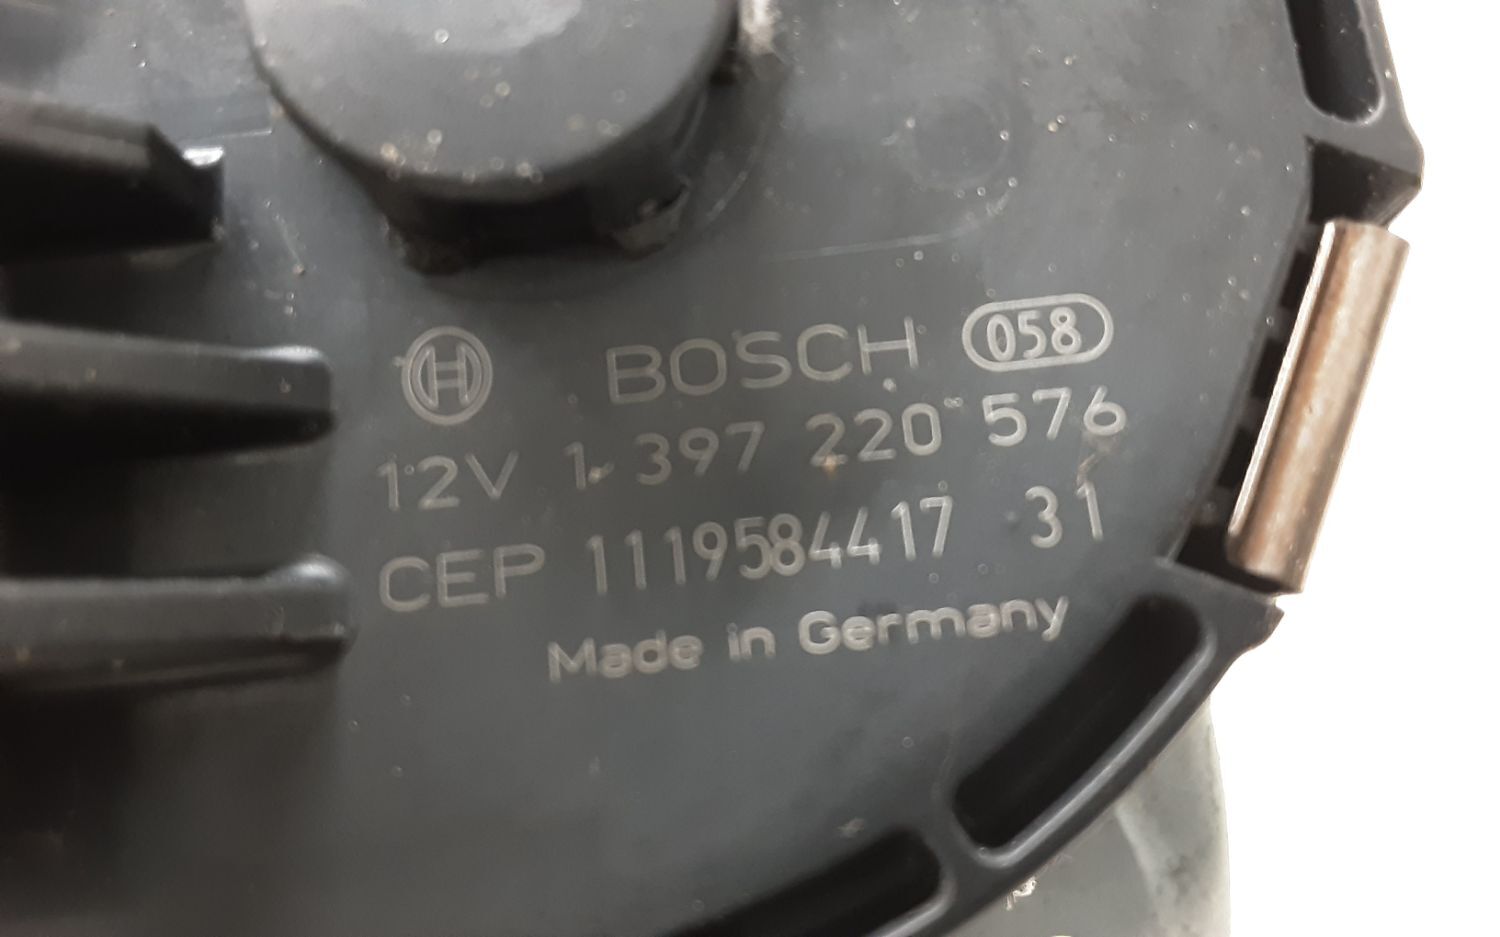 BOSCH 058
12V 1 397 220 576
CEP 1119584417 31
Made in Germany